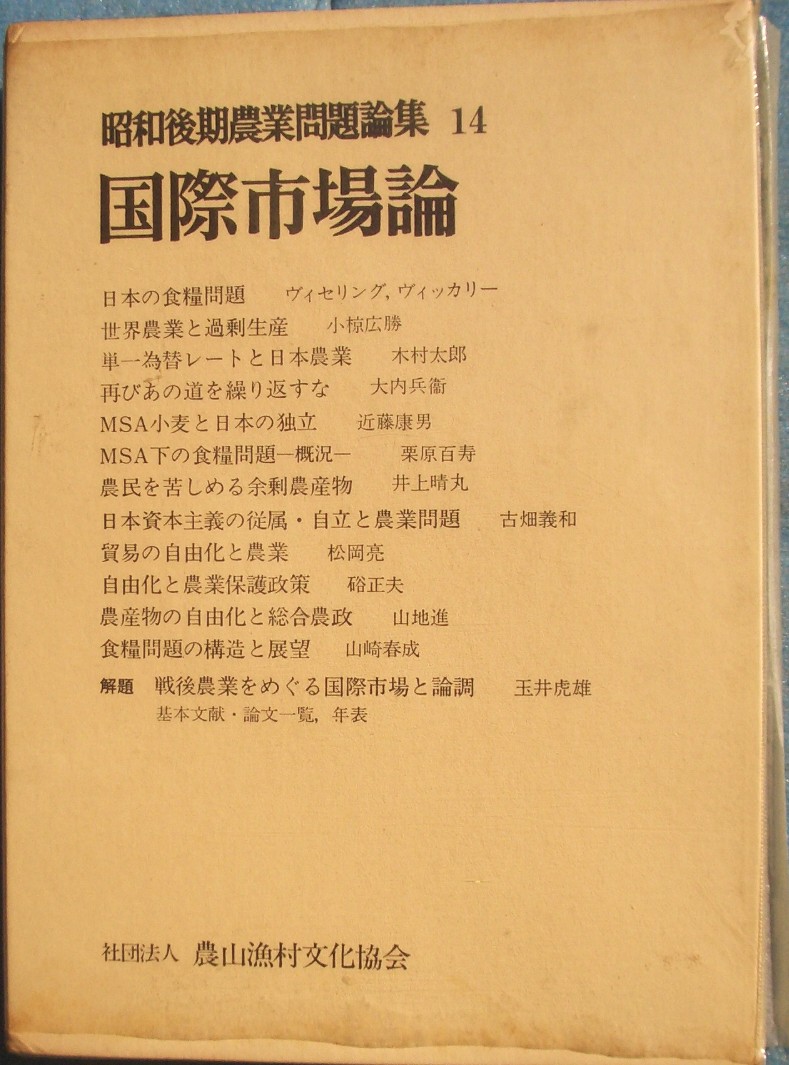 昭和後期農業問題論集 14
国際市場論
日本の食糧問題 ヴィセリング, ヴィッカリー
世界農業と過剰生産 小椋広勝
単一為替レートと日本農業 木村太郎
再びあの道を繰り返すな 大内兵衞
MSA小麦と日本の独立 近藤康男
MSA下の食糧問題―概況― 栗原百寿
農民を苦しめる余剰農産物 井上晴丸
日本資本主義の従属・自立と農業問題 古畑義和
貿易の自由化と農業 松岡亮
自由化と農業保護政策 硲正夫
農産物の自由化と総合農政 山地進
食糧問題の構造と展望 山崎春成
解題 戦後農業をめぐる国際市場と論調 玉井虎雄
基本文献・論文一覧, 年表
社団法人 農山漁村文化協会